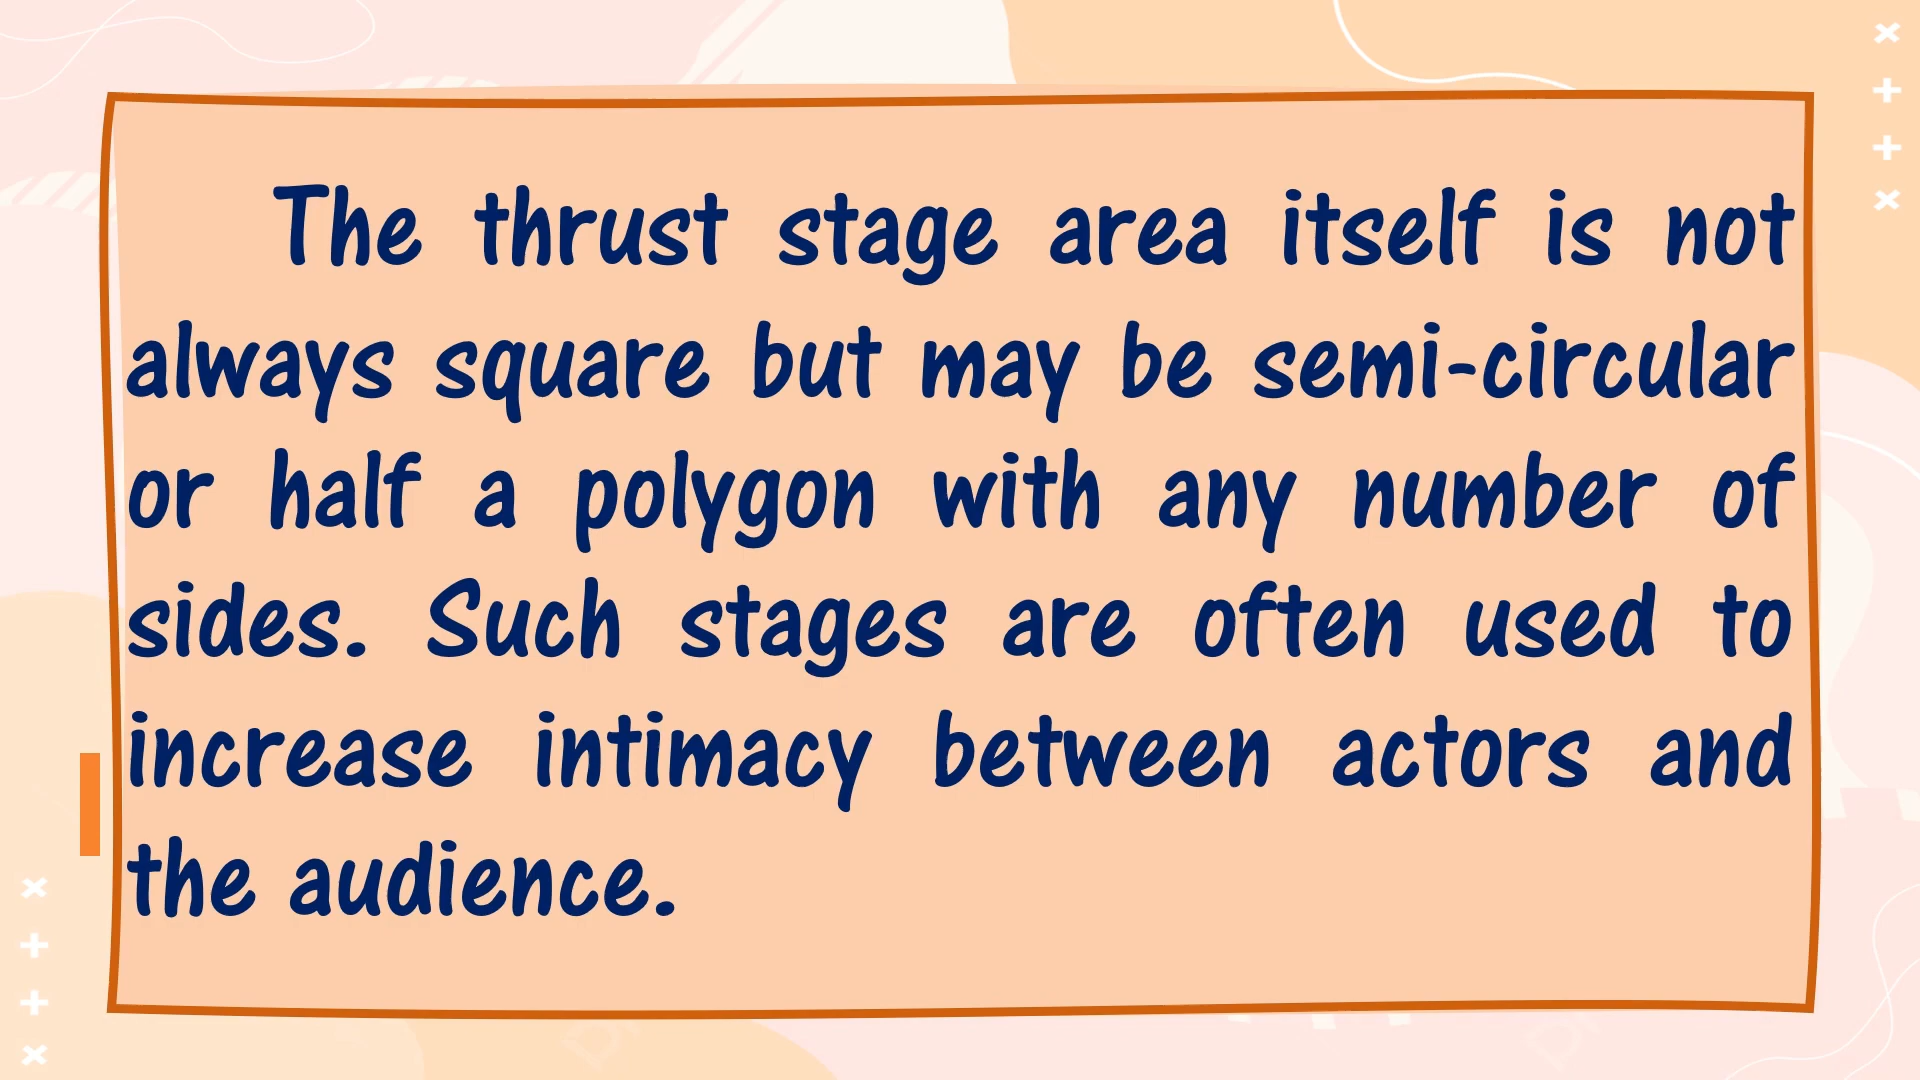 The thrust stage area itself is not
always square but may be semi-circular
or half a polygon with any number of
sides. Such stages are often used to
increase intimacy between actors and
the audience.